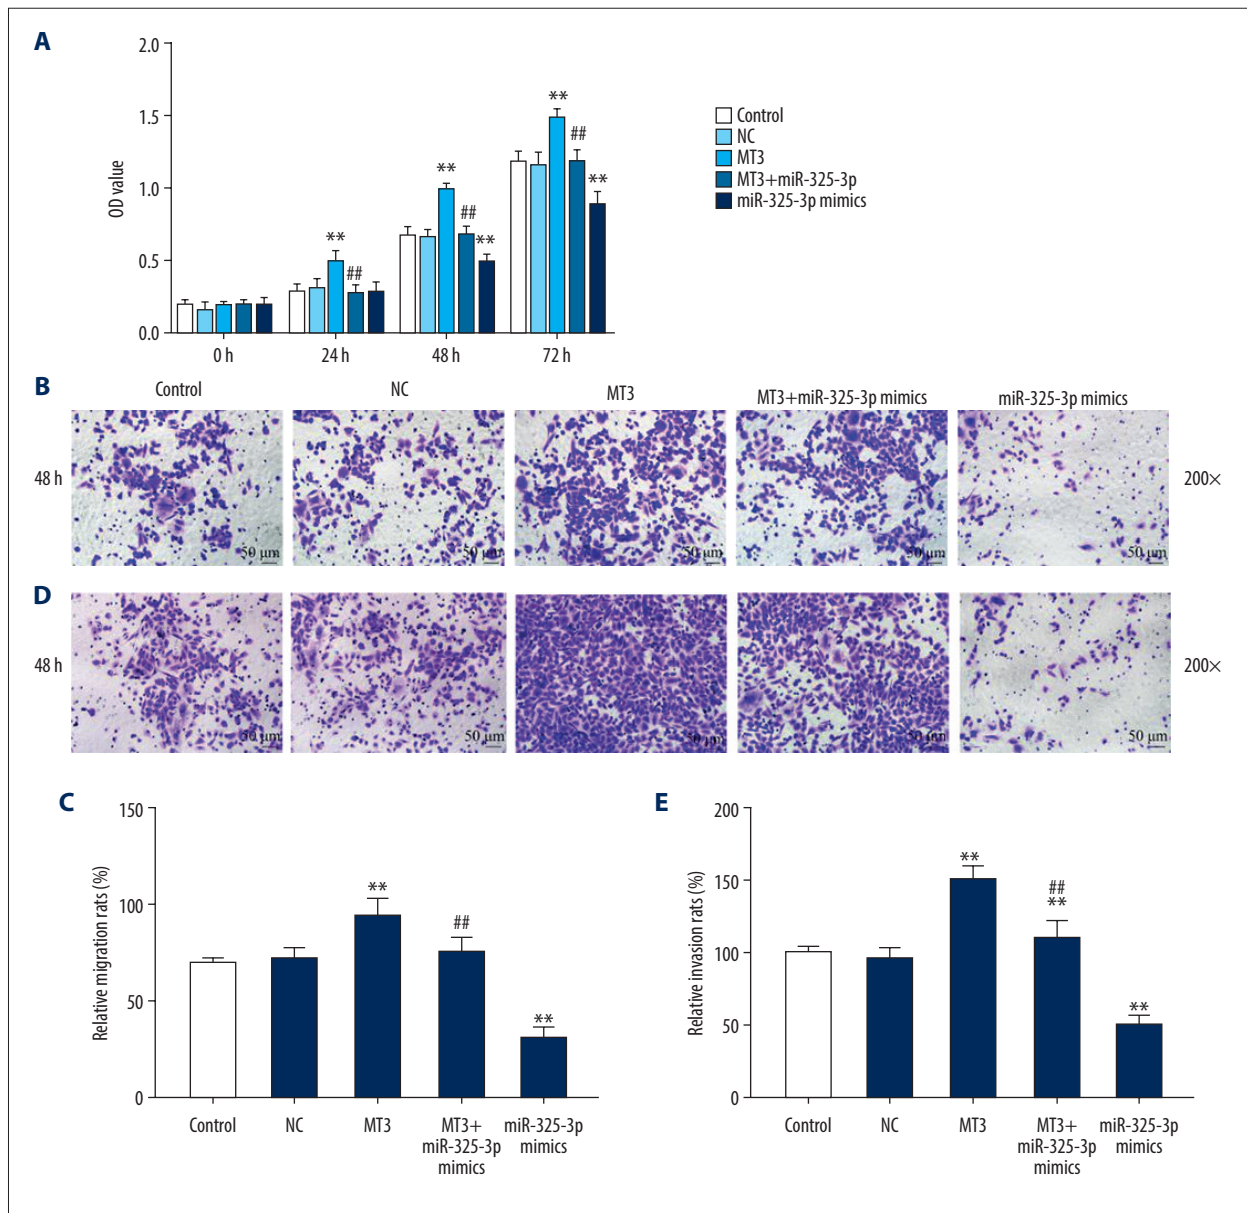 A
2.0
1.5
1.0
0.5
0.0
OD value
**
##
**
##
**
**
##
**
0 h
24 h
48 h
72 h
Control
NC
MT3
MT3+miR-325-3p
miR-325-3p mimics
B
Control
NC
MT3
MT3+miR-325-3p mimics
miR-325-3p mimics
48 h
50 µm
50 µm
50 µm
50 µm
50 µm
200×
D
48 h
50 µm
50 µm
50 µm
50 µm
50 µm
200×
C
150
100
50
0
Relative migration rats (%)
**
##
**
Control
NC
MT3
MT3+
miR-325-3p
mimics
miR-325-3p
mimics
E
200
150
100
50
0
Relative invasion rats (%)
**
##
**
**
Control
NC
MT3
MT3+
miR-325-3p
mimics
miR-325-3p
mimics